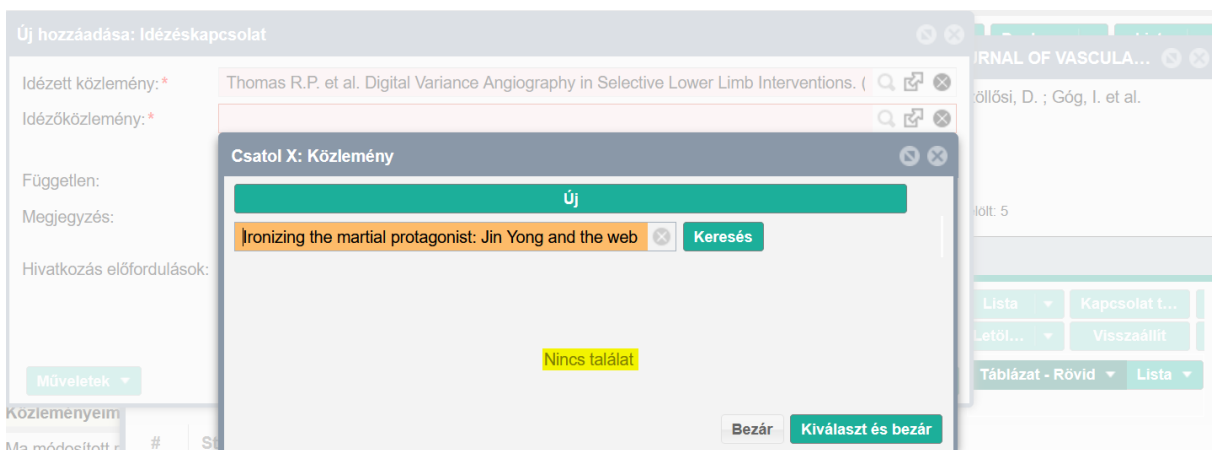 Új hozzáadása: Idézéskapcsolat
RNAL OF VASCULA...
Idézett közlemény:*
Thomas R.P. et al. Digital Variance Angiography in Selective Lower Limb Interventions. (
öllősi, D. ; Góg, I. et al.
Idézőközlemény:*
Csatol X: Közlemény
Független:
Új
Megjegyzés:
Ironizing the martial protagonist: Jin Yong and the web
Keresés
Hivatkozás előfordulások:
Lista
Kapcsolat t...
Letöl...
Visszaállít
Nincs találat
Műveletek
Táblázat - Rövid
Lista
Közleményeim
Bezár
Kiválaszt és bezár
Ma módosított
#
St